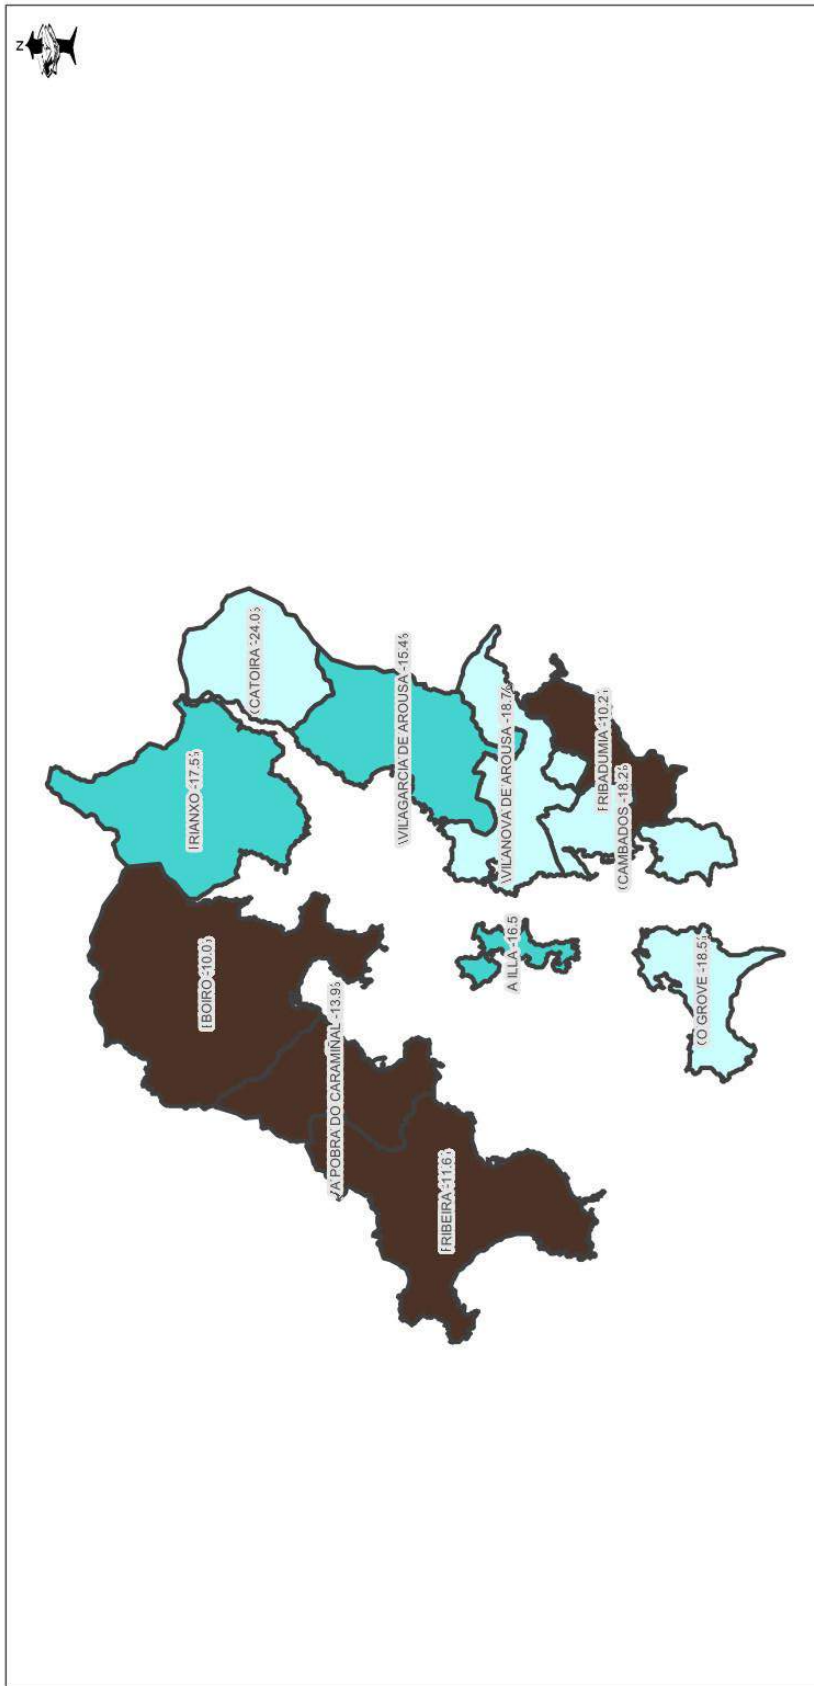 N
CATOIRA -24.0
RIANXO -17.5
VILAGARCIA DE AROUSA -15.4
VILANOVA DE AROUSA -18.7
RIBADUMIA -10.2
CAMBADOS -18.2
BOIRO -10.0
A ILLA -16.5
O GROVE -18.5
A POBRA DO CARAMIÑAL -13.9
RIBEIRA -11.6